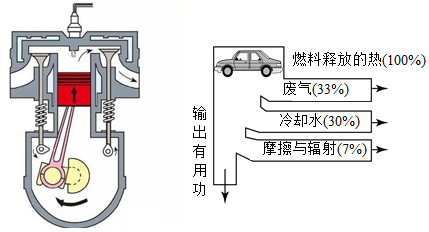 燃料释放的热(100%)
废气(33%)
冷却水(30%)
摩擦与辐射(7%)
输出有用功